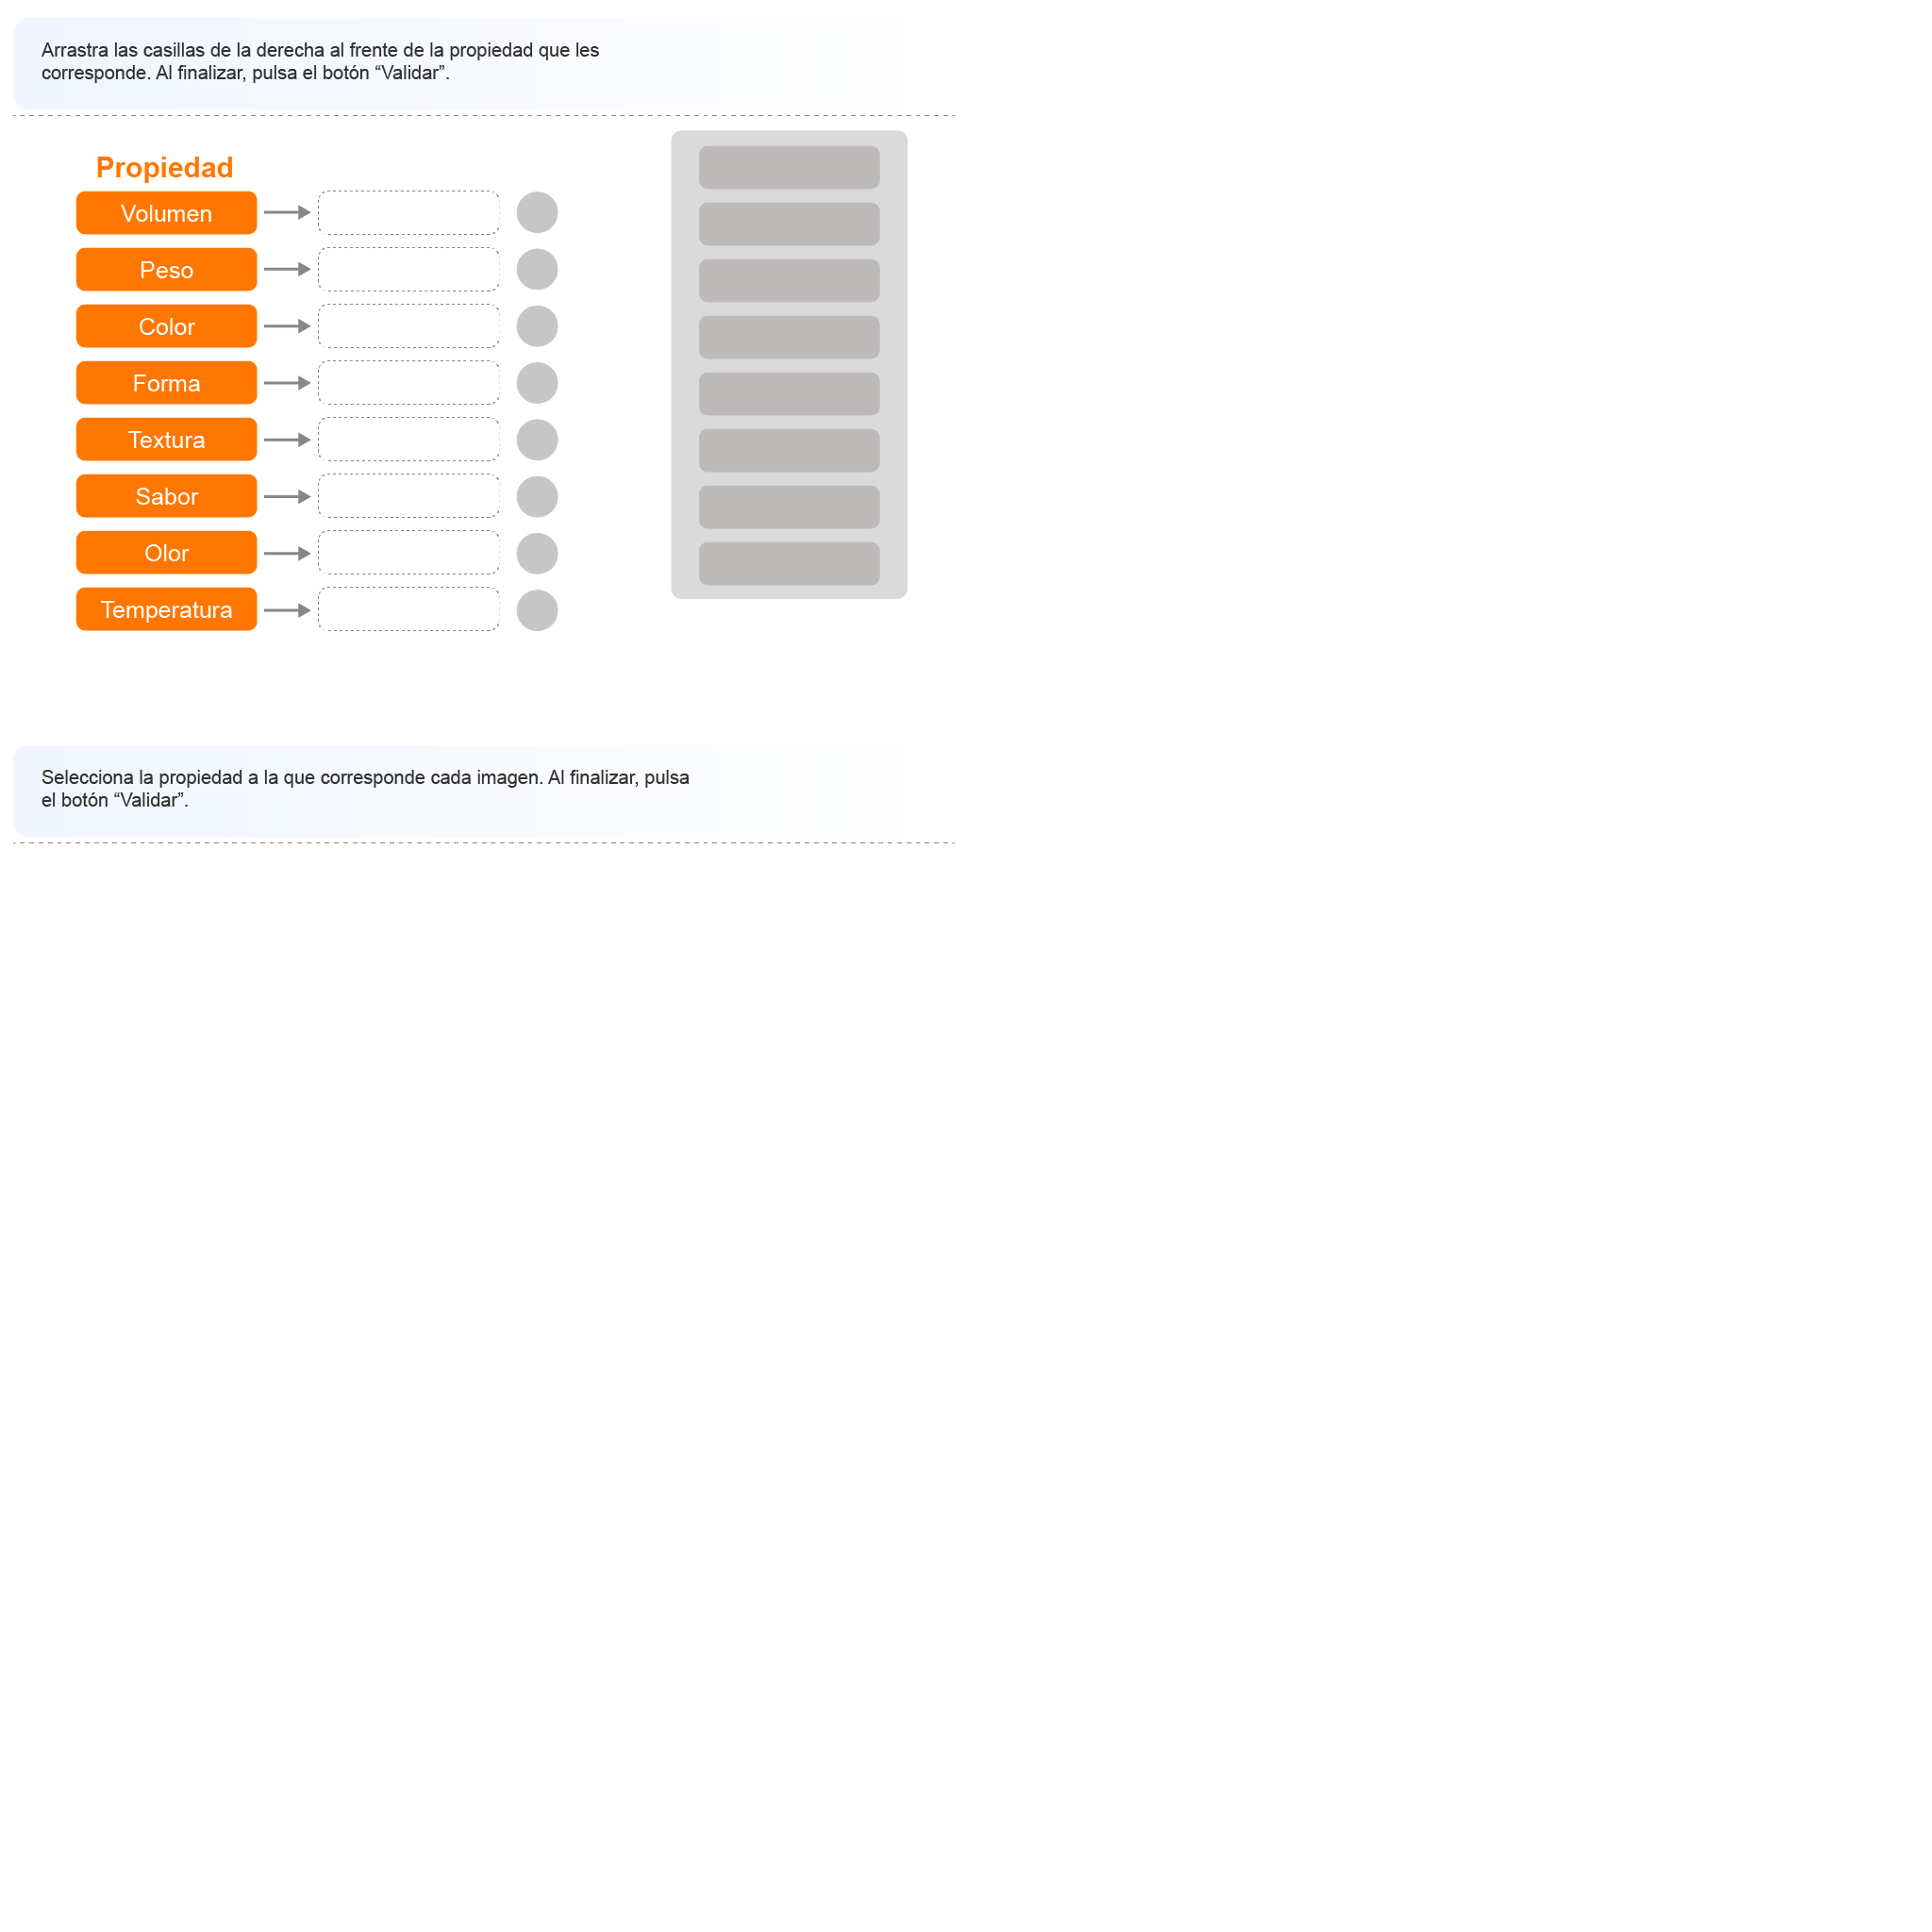 Arrastra las casillas de la derecha al frente de la propiedad que les
corresponde. Al finalizar, pulsa el botón “Validar”.
Propiedad
Volumen
Peso
Color
Forma
Textura
Sabor
Olor
Temperatura
Selecciona la propiedad a la que corresponde cada imagen. Al finalizar, pulsa
el botón “Validar”.